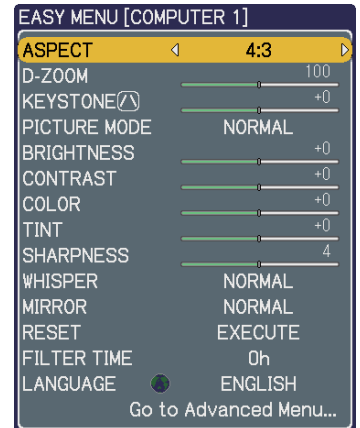 EASY MENU [COMPUTER 1]
ASPECT 4:3
D-ZOOM 100
KEYSTONE +0
PICTURE MODE NORMAL
BRIGHTNESS +0
CONTRAST +0
COLOR +0
TINT +0
SHARPNESS 4
WHISPER NORMAL
MIRROR NORMAL
RESET EXECUTE
FILTER TIME 0h
LANGUAGE ENGLISH
Go to Advanced Menu...